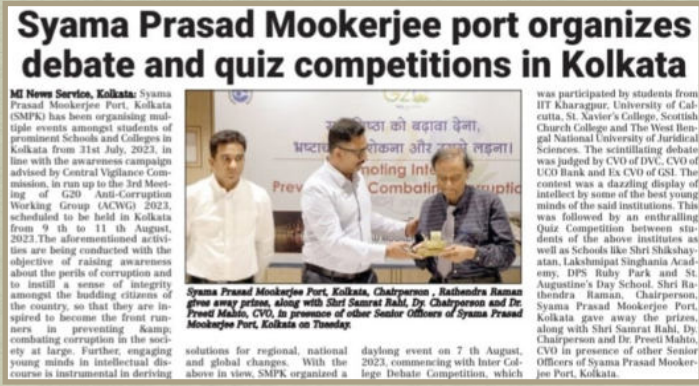 Syama Prasad Mookerjee port organizes
debate and quiz competitions in Kolkata
MI News Service, Kolkata: Syama
Prasad Mookerjee Port, Kolkata
(SMPK) has been organising mul-
tiple events amongst students of
prominent Schools and Colleges in
Kolkata from 31st July, 2023, in
line with the awareness campaign
advised by Central Vigilance Com-
mission, in run up to the 3rd Meet-
ing of G20 Anti-Corruption
Working Group (ACWG) 2023,
scheduled to be held in Kolkata
from 9 th to 11 th August,
2023.The aforementioned activi-
ties are being conducted with the
objective of raising awareness
about the perils of corruption and
to instill a sense of integrity
amongst the budding citizens of
the country, so that they are in-
spired to become the front run-
ners in preventing &amp;
combating corruption in the soci-
ety at large. Further, engaging
young minds in intellectual dis-
course is instrumental in deriving
G20
को बढ़ावा देना,
और
लड़ना।
moting Inte
Preve
Combating
Syama Prasad Mookerjee Port, Kolkata, Chairperson , Rathendra Raman
gives away prizes, along with Shri Samrat Rahi, Dy. Chairperson and Dr.
Preeti Mahto, CVO, in presence of other Senior Officers of Syama Prasad
Mookerjee Port, Kolkata on Tuesday.
solutions for regional, national
and global changes. With the
above in view, SMPK organized a
daylong event on 7 th August,
2023, commencing with Inter Col-
lege Debate Competition, which
was participated by students from
IIT Kharagpur, University of Cal-
cutta, St. Xavier's College, Scottish
Church College and The West Ben-
gal National University of Juridical
Sciences. The scintillating debate
was judged by CVO of DVC, CVO of
UCO Bank and Ex CVO of GSI. The
contest was a dazzling display of
intellect by some of the best young
minds of the said institutions. This
was followed by an enthralling
Quiz Competition between stu-
dents of the above institutes as
well as Schools like Shri Shikshay-
atan, Lakshmipat Singhania Acad-
emy, DPS Ruby Park and St.
Augustine's Day School. Shri Ra-
thendra Raman, Chairperson,
Syama Prasad Mookerjee Port,
Kolkata gave away the prizes,
along with Shri Samrat Rahi, Dy.
Chairperson and Dr. Preeti Mahto,
CVO in presence of other Senior
Officers of Syama Prasad Mooker-
jee Port, Kolkata.